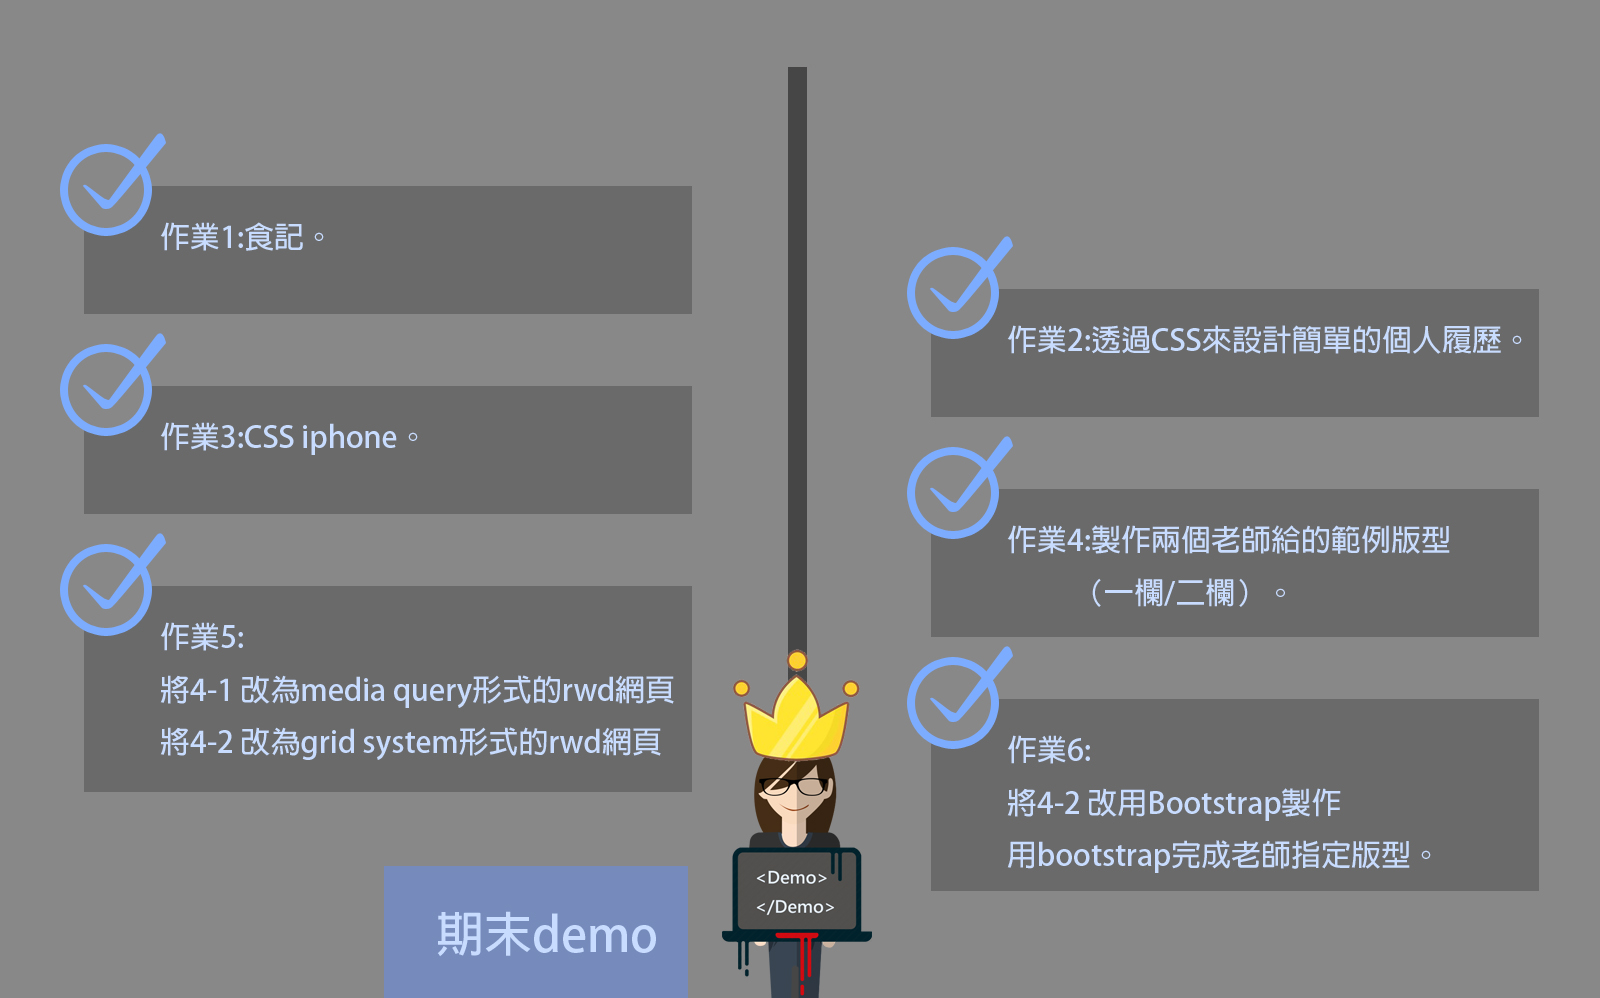 作業1:食記。
作業2:透過CSS來設計簡單的個人履歷。
作業3:CSS iphone。
作業4:製作兩個老師給的範例版型
（一欄/二欄）。
作業5:
將4-1 改為media query形式的rwd網頁
將4-2 改為grid system形式的rwd網頁
作業6:
將4-2 改用Bootstrap製作
用bootstrap完成老師指定版型。
<Demo>
</Demo>
期末demo